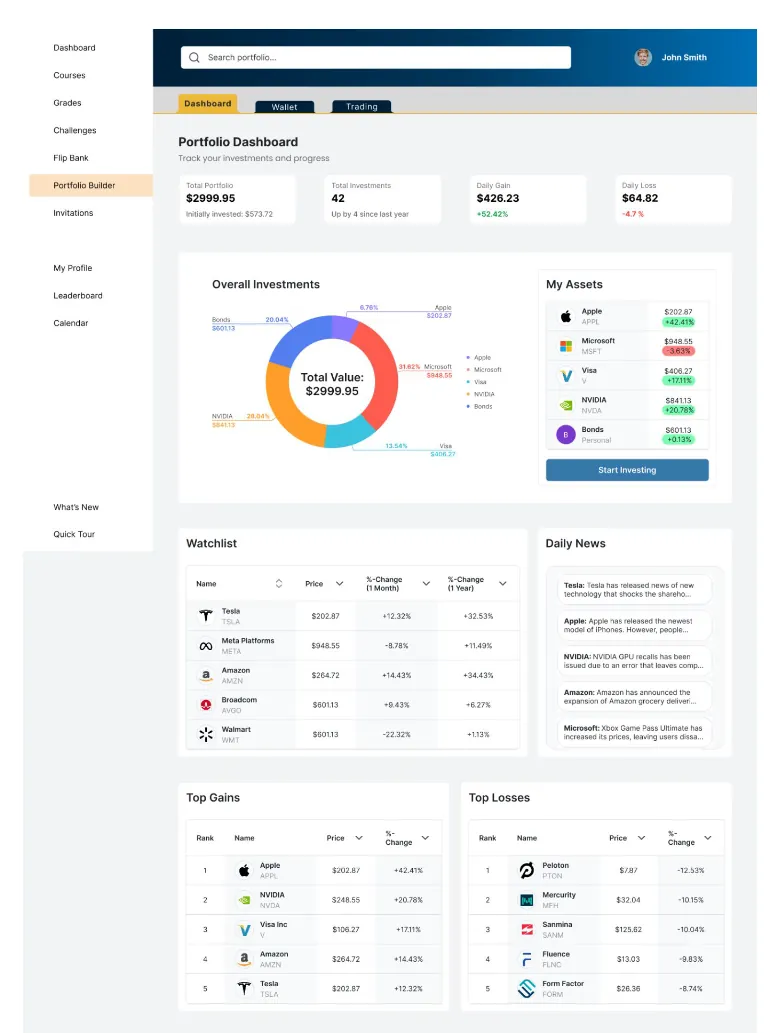 Dashboard
Courses
Grades
Challenges
Flip Bank
Portfolio Builder
Invitations
My Profile
Leaderboard
Calendar
What's New
Quick Tour
Search portfolio...
John Smith
Dashboard
Wallet
Trading
Portfolio Dashboard
Track your investments and progress
Total Portfolio
$2999.95
Initially invested: $573.72
Total Investments
42
Up by 4 since last year
Daily Gain
$426.23
+52.42%
Daily Loss
$64.82
-4.7 %
Overall Investments
6.76% Apple
$202.87
Bonds 20.04%
$601.13
31.62% Microsoft
$948.55
Total Value:
$2999.95
NVIDIA 28.04%
$841.13
13.54% Visa
$406.27
Apple
Microsoft
Visa
NVIDIA
Bonds
My Assets
Apple $202.87
APPL +42.41%
Microsoft $948.55
MSFT -3.63%
Visa $406.27
V +17.11%
NVIDIA $841.13
NVDA +20.78%
B
Bonds $601.13
Personal +0.13%
Start Investing
Watchlist
Name Price %-Change (1 Month) %-Change (1 Year)
Tesla
TSLA $202.87 +12.32% +32.53%
Meta Platforms
META $948.55 -8.78% +11.49%
Amazon
AMZN $264.72 +14.43% +34.43%
Broadcom
AVGO $601.13 +9.43% +6.27%
Walmart
WMT $601.13 -22.32% +1.13%
Daily News
Tesla: Tesla has released news of new
technology that shocks the shareho...
Apple: Apple has released the newest
model of iPhones. However, people...
NVIDIA: NVIDIA GPU recalls has been
issued due to an error that leaves comp...
Amazon: Amazon has announced the
expansion of Amazon grocery deliveri...
Microsoft: Xbox Game Pass Ultimate has
increased its prices, leaving users dissa...
Top Gains
Rank Name Price %-Change
1 Apple
APPL $202.87 +42.41%
2 NVIDIA
NVDA $248.55 +20.78%
3 Visa Inc
V $106.27 +17.11%
4 Amazon
AMZN $264.72 +14.43%
5 Tesla
TSLA $202.87 +12.32%
Top Losses
Rank Name Price %-Change
1 Peloton
PTON $7.87 -12.53%
2 Mercurity
MFH $32.04 -10.15%
3 Sanmina
SANM $125.62 -10.04%
4 Fluence
FLNC $13.03 -9.83%
5 Form Factor
FORM $26.36 -8.74%